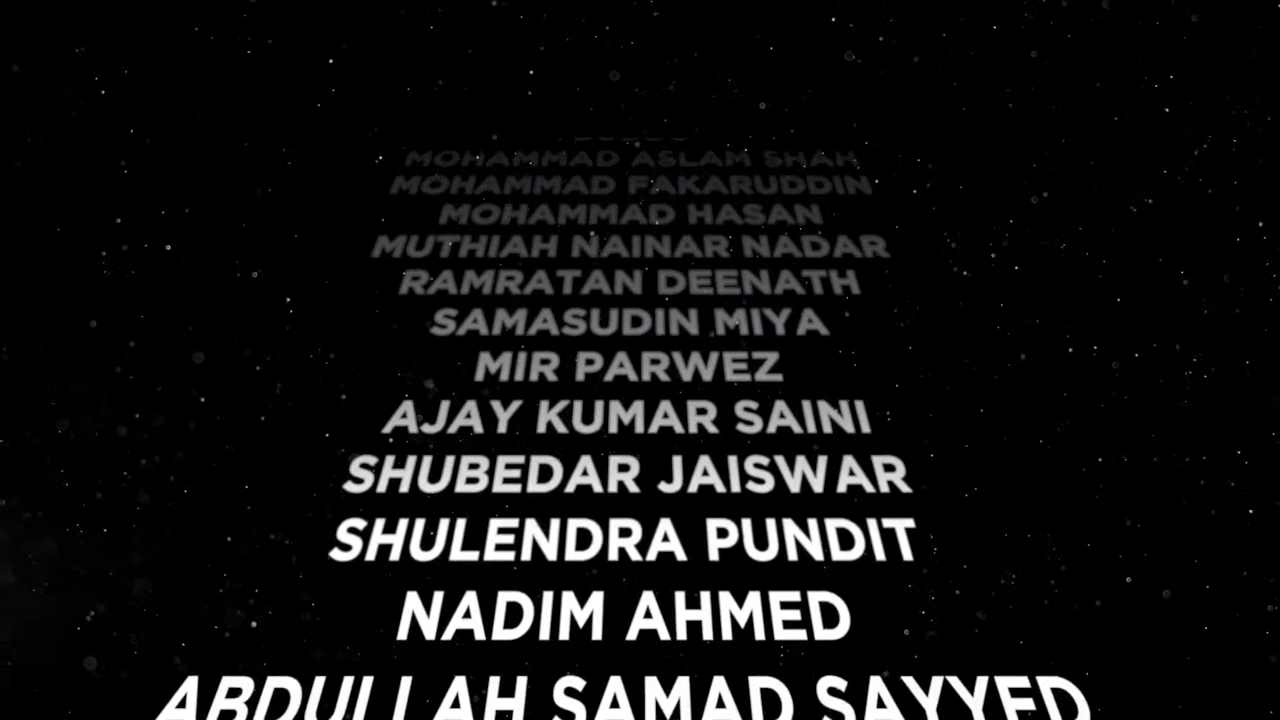 MOHAMMAD ASLAM SHAH
MOHAMMAD FAKARUDDIN
MOHAMMAD HASAN
MUTHIAH NAINAR NADAR
RAMRATAN DEENATH
SAMASUDIN MIYA
MIR PARWEZ
AJAY KUMAR SAINI
SHUBEDAR JAISWAR
SHULENDRA PUNDIT
NADIM AHMED
ABDULLAH SAMAD SAYYED